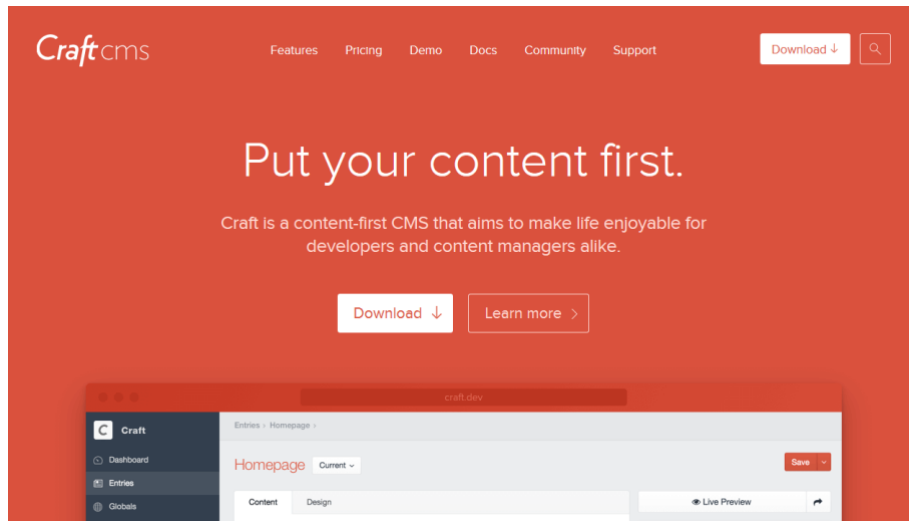 Craft cms
Features Pricing Demo Docs Community Support
Download ↓
Put your content first.
Craft is a content-first CMS that aims to make life enjoyable for
developers and content managers alike.
Download ↓
Learn more >
craft.dev
C Craft
Entries > Homepage >
Dashboard
Homepage Current
Save
Entries
Content Design
Live Preview
Globals